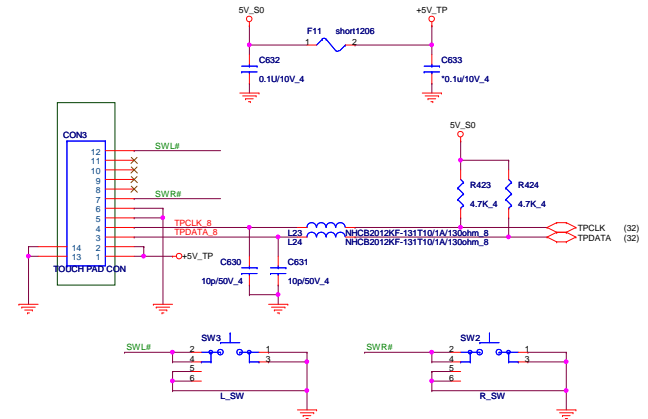 5V_S0 +5V_TP
F11 short1206
1 2
C632 C633
0.1U/10V_4 *0.1u/10V_4
CON3
5V_S0
12 SWL#
11
10
9
8
7 SWR#
6
5
4 TPCLK_8
3 TPDATA_8
14 2
13 1 +5V_TP
TOUCH PAD CON
R423 R424
4.7K_4 4.7K_4
L23 NHCB2012KF-131T10/1A/130ohm_8
L24 NHCB2012KF-131T10/1A/130ohm_8
TPCLK (32)
TPDATA (32)
C630 C631
10p/50V_4 10p/50V_4
SWL# SW3 SWR# SW2
2 1 2 1
4 3 4 3
5 5
6 6
L_SW R_SW